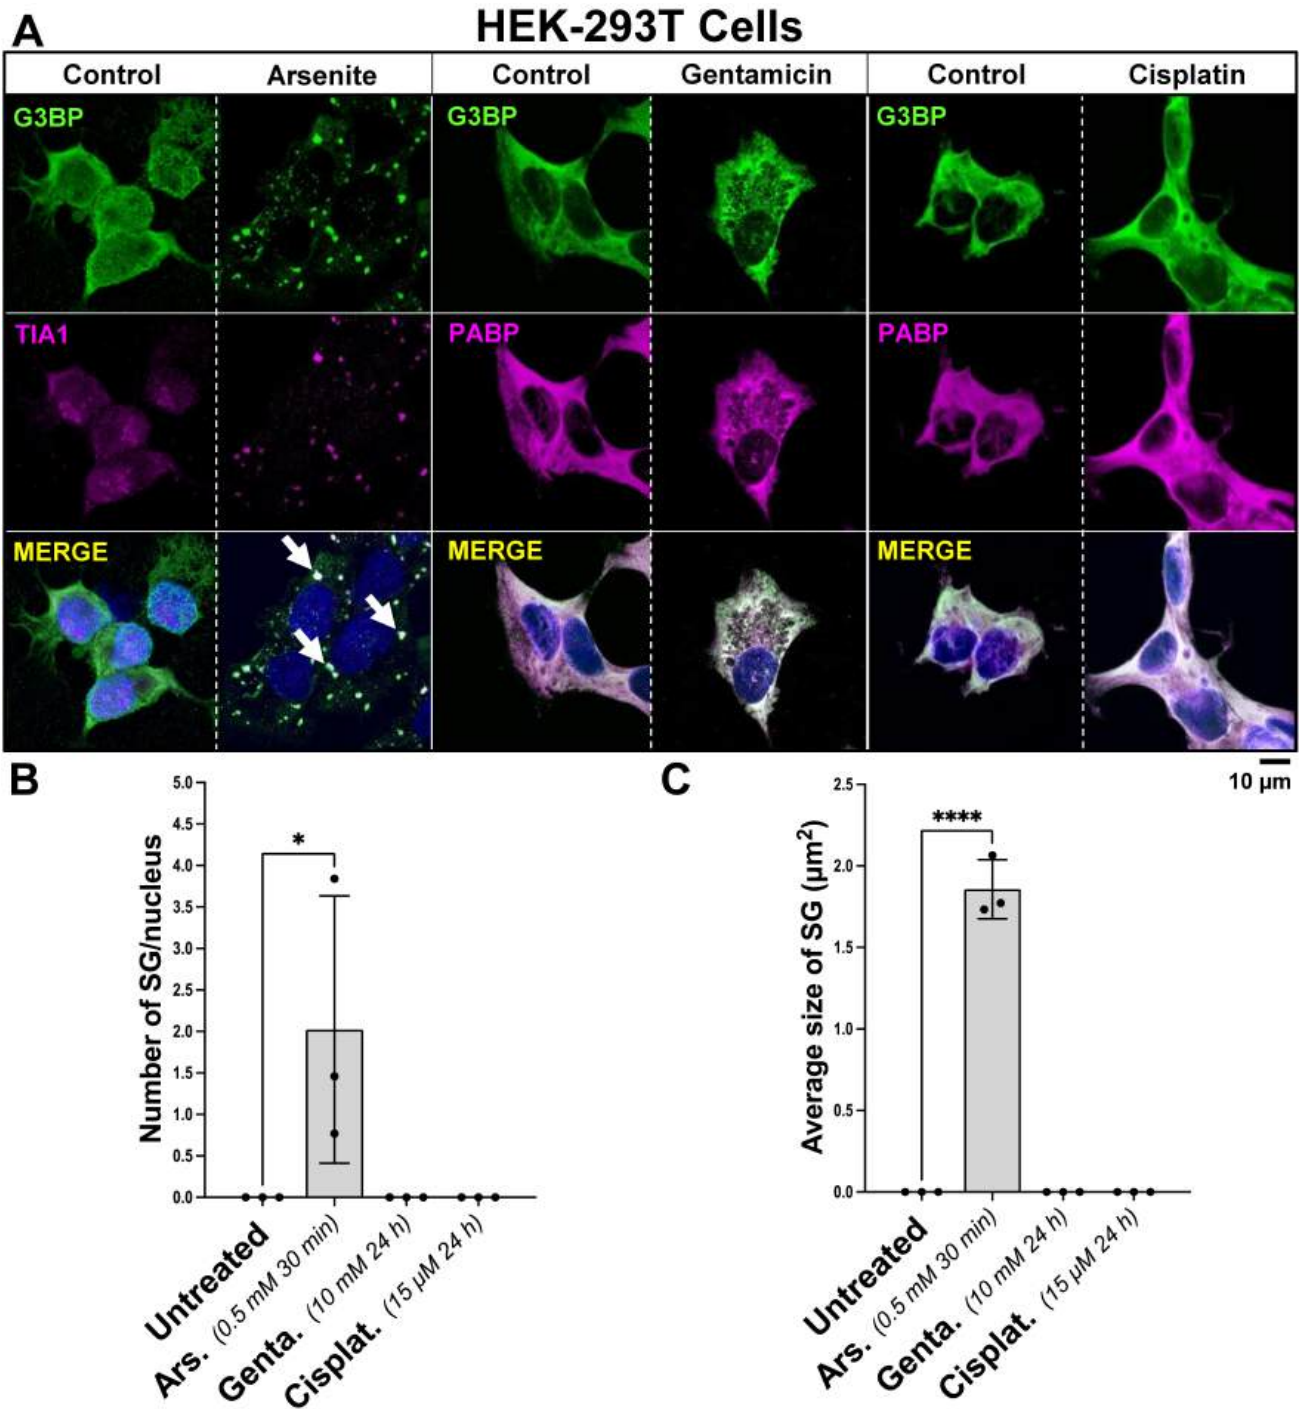 A
HEK-293T Cells
Control Arsenite Control Gentamicin Control Cisplatin
G3BP G3BP G3BP
TIA1 PABP PABP
MERGE MERGE MERGE
10 µm
B
5.0
4.5
4.0
3.5
3.0
2.5
2.0
1.5
1.0
0.5
0.0
Number of SG/nucleus
*
Untreated
Ars. (0.5 mM 30 min)
Genta. (10 mM 24 h)
Cisplat. (15 µM 24 h)
C
2.5
2.0
1.5
1.0
0.5
0.0
Average size of SG (µm²)
****
Untreated
Ars. (0.5 mM 30 min)
Genta. (10 mM 24 h)
Cisplat. (15 µM 24 h)